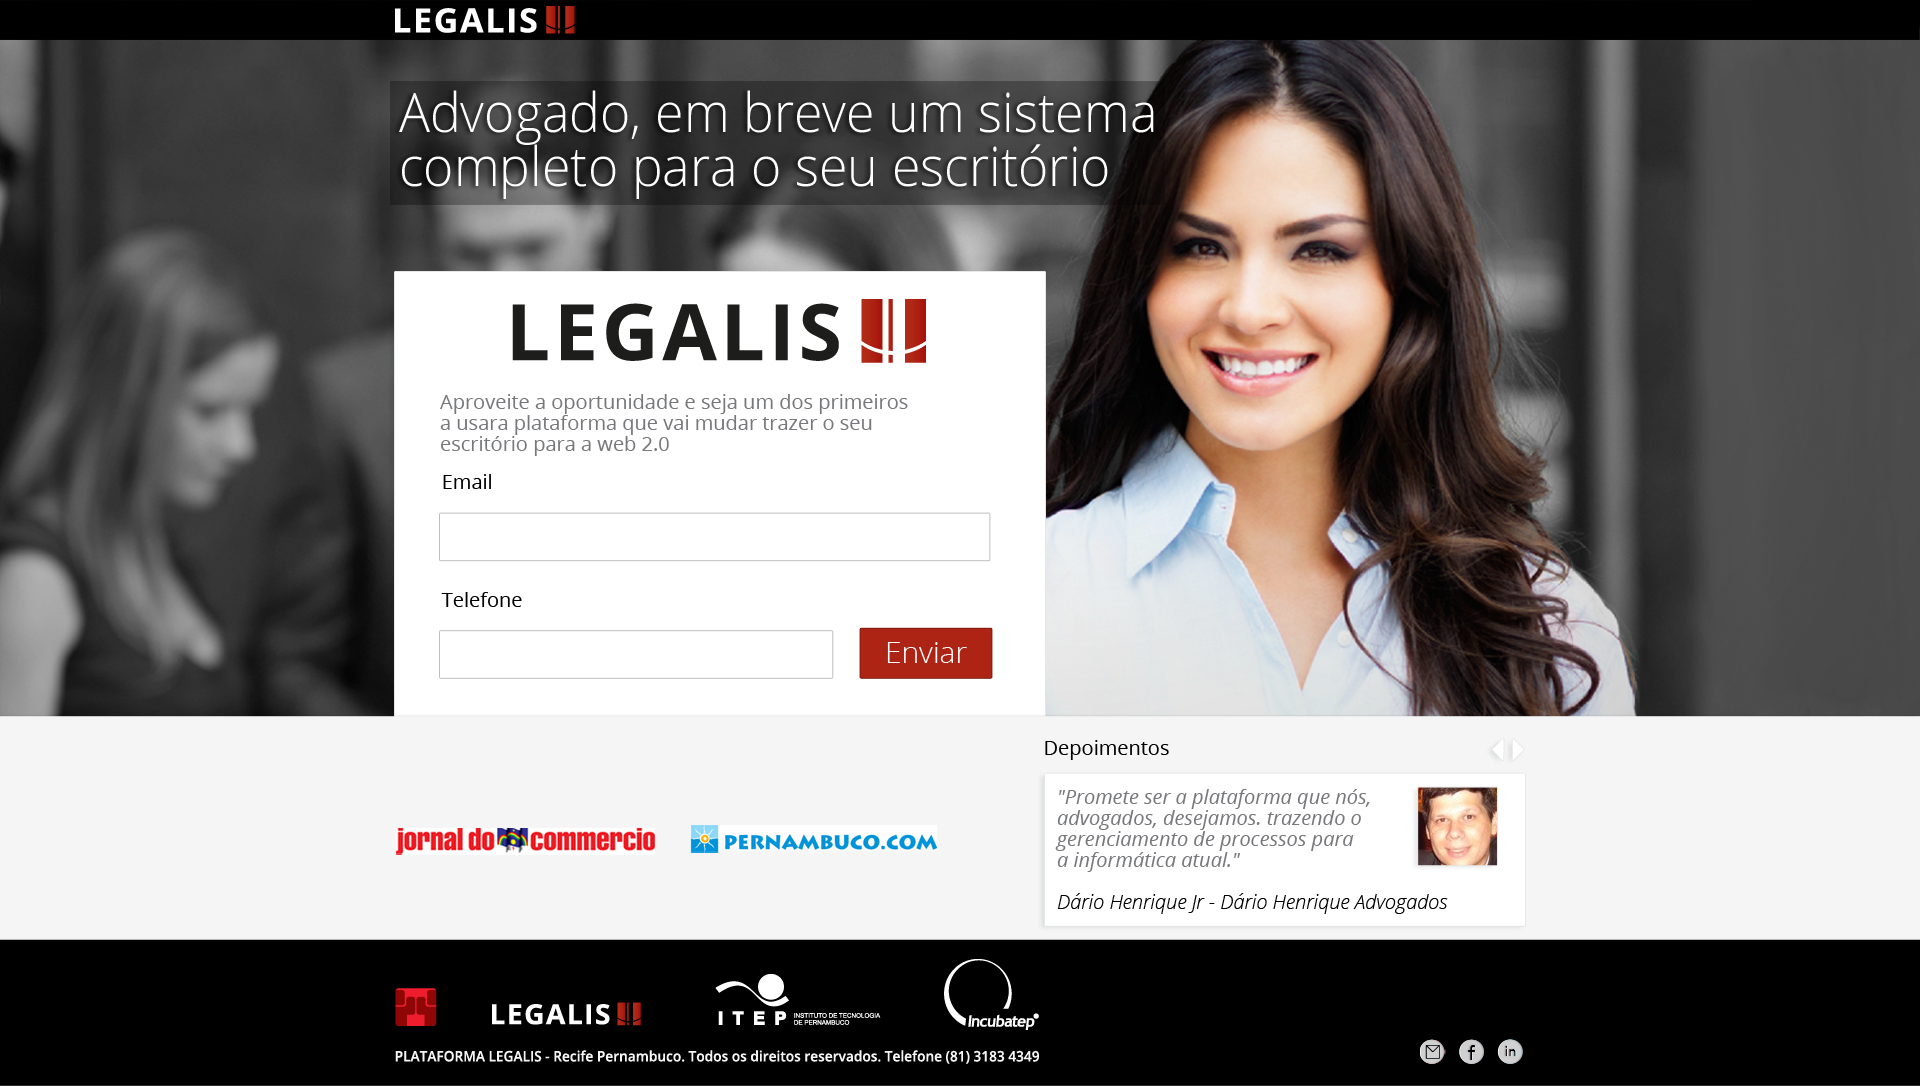 LEGALIS
Advogado, em breve um sistema
completo para o seu escritório
LEGALIS
Aproveite a oportunidade e seja um dos primeiros
a usara plataforma que vai mudar trazer o seu
escritório para a web 2.0
Email
Telefone
Enviar
jornal do commercio
PERNAMBUCO.COM
Depoimentos
"Promete ser a plataforma que nós,
advogados, desejamos. trazendo o
gerenciamento de processos para
a informática atual."
Dário Henrique Jr - Dário Henrique Advogados
LEGALIS
ITEP
INSTITUTO DE TECNOLOGIA
DE PERNAMBUCO
Incubatep
PLATAFORMA LEGALIS - Recife Pernambuco. Todos os direitos reservados. Telefone (81) 3183 4349
f
in